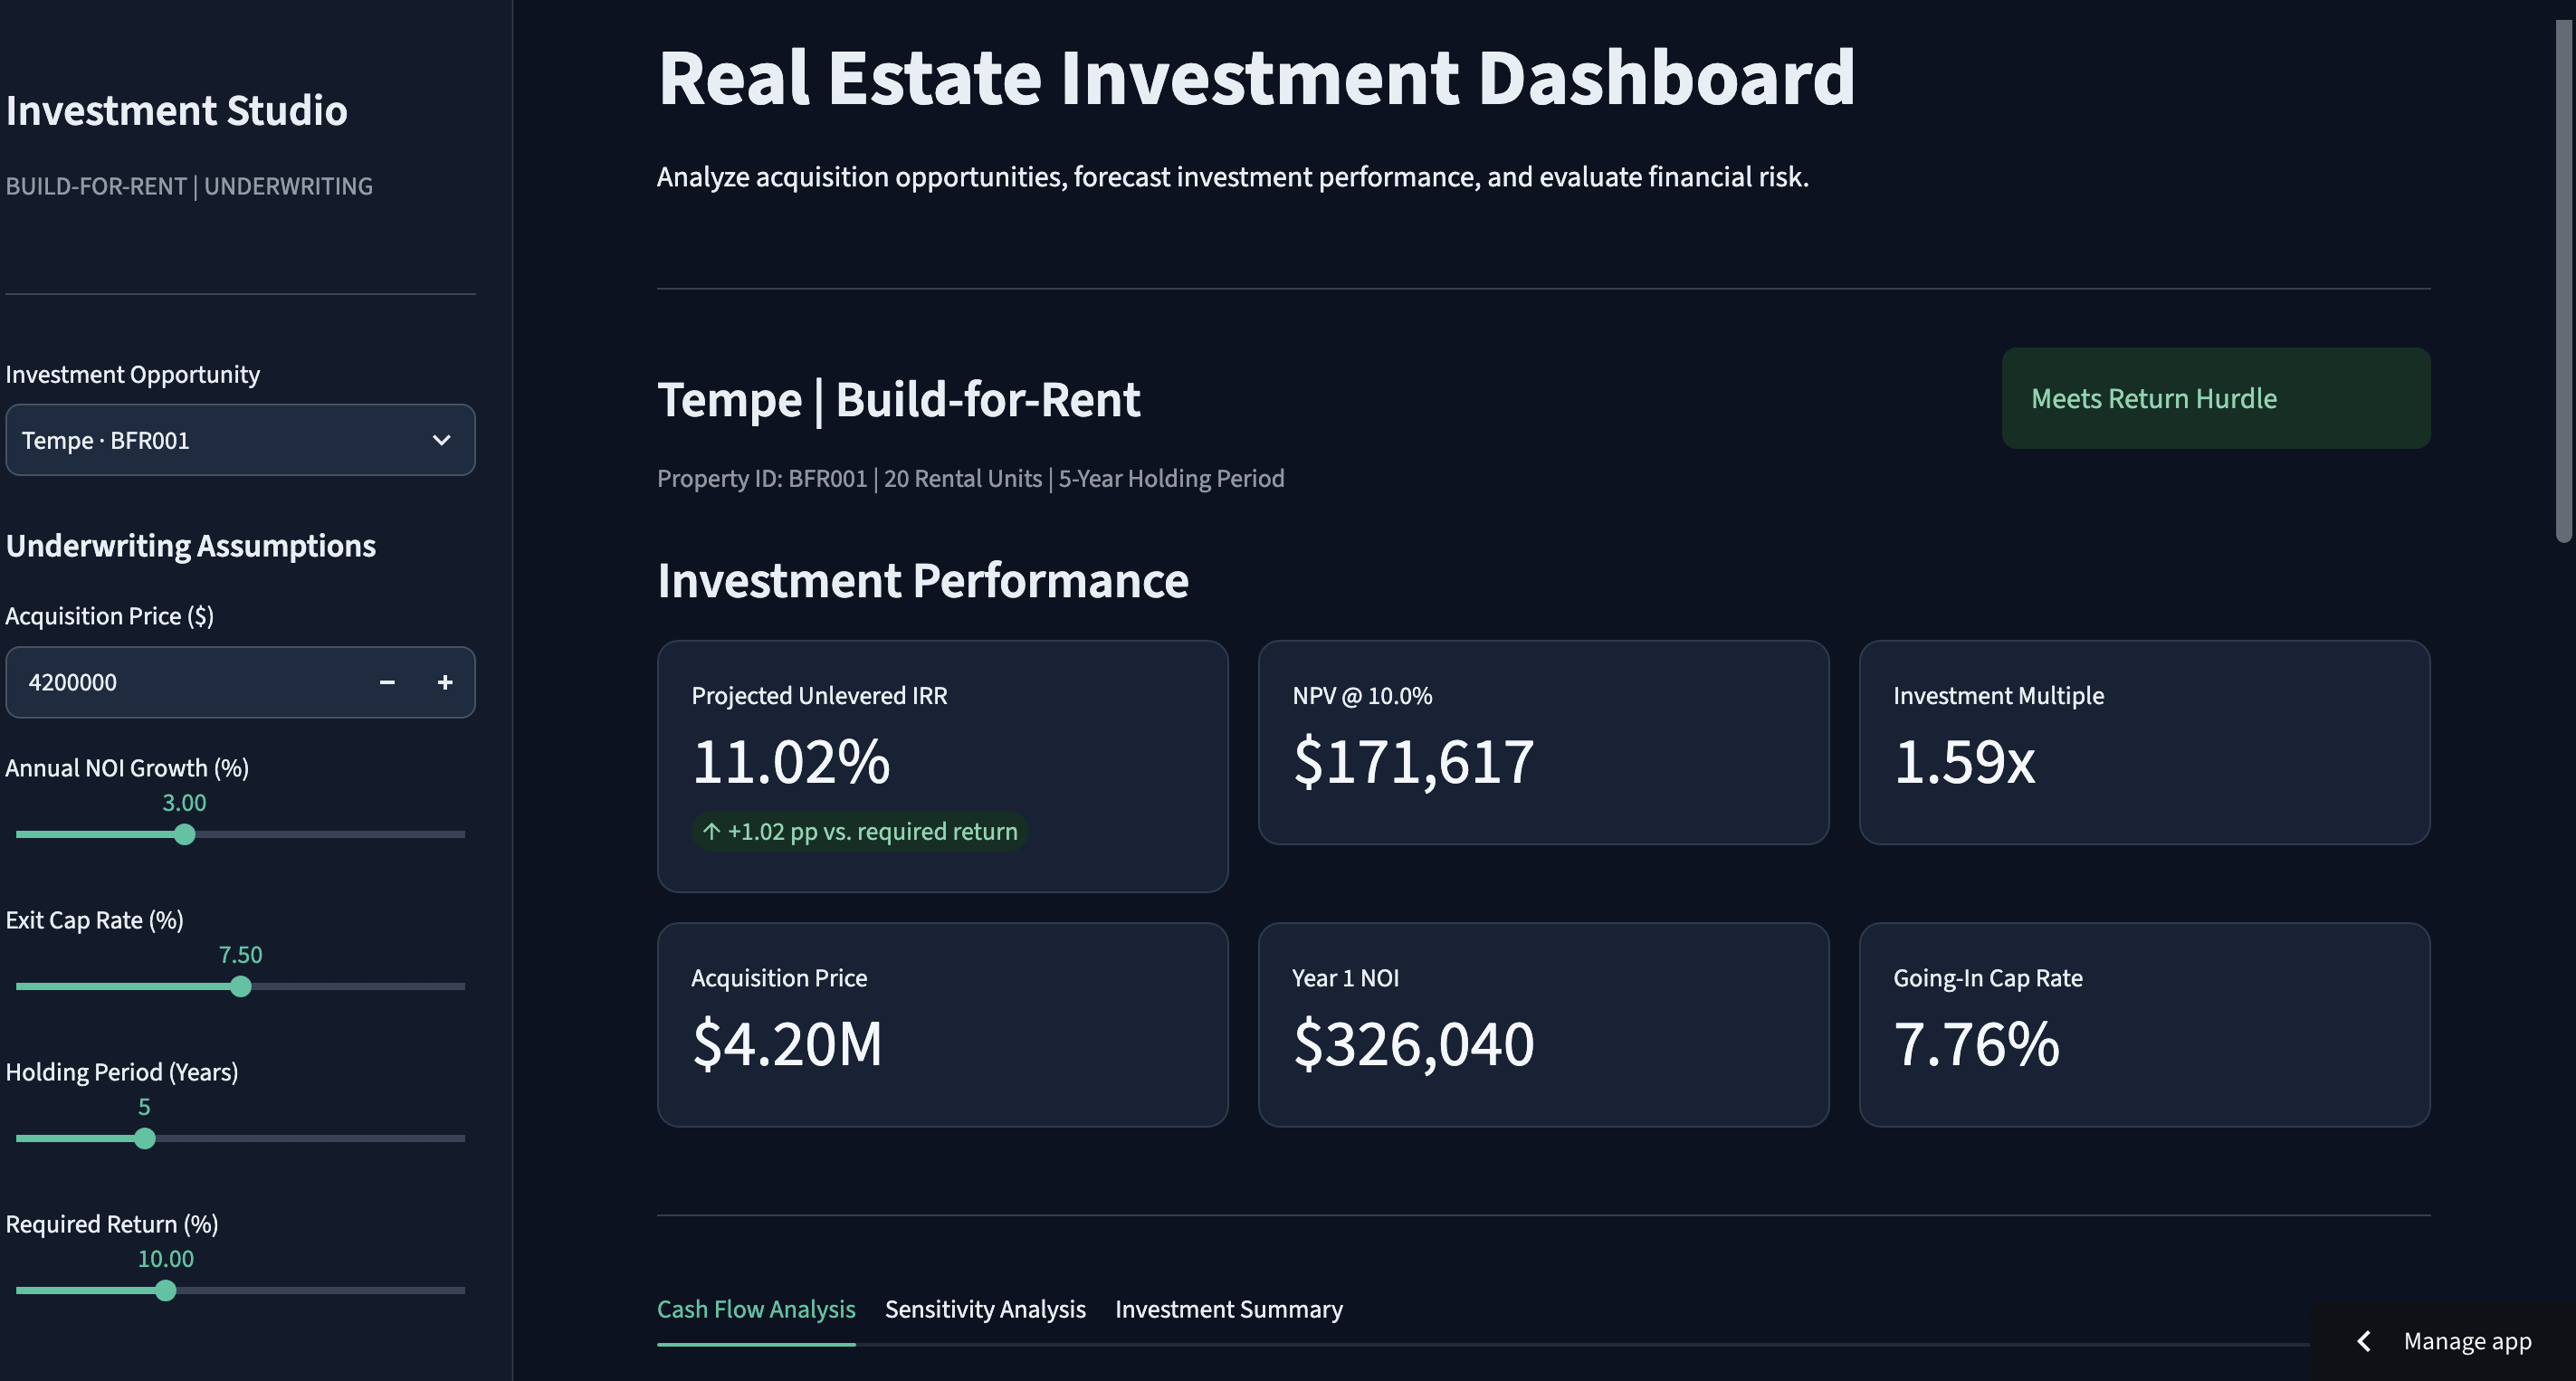 Investment Studio
BUILD-FOR-RENT | UNDERWRITING
Investment Opportunity
Tempe · BFR001
Underwriting Assumptions
Acquisition Price ($)
4200000
Annual NOI Growth (%)
3.00
Exit Cap Rate (%)
7.50
Holding Period (Years)
5
Required Return (%)
10.00
Real Estate Investment Dashboard
Analyze acquisition opportunities, forecast investment performance, and evaluate financial risk.
Tempe | Build-for-Rent
Meets Return Hurdle
Property ID: BFR001 | 20 Rental Units | 5-Year Holding Period
Investment Performance
Projected Unlevered IRR
11.02%
↑ +1.02 pp vs. required return
NPV @ 10.0%
$171,617
Investment Multiple
1.59x
Acquisition Price
$4.20M
Year 1 NOI
$326,040
Going-In Cap Rate
7.76%
Cash Flow Analysis
Sensitivity Analysis
Investment Summary
Manage app